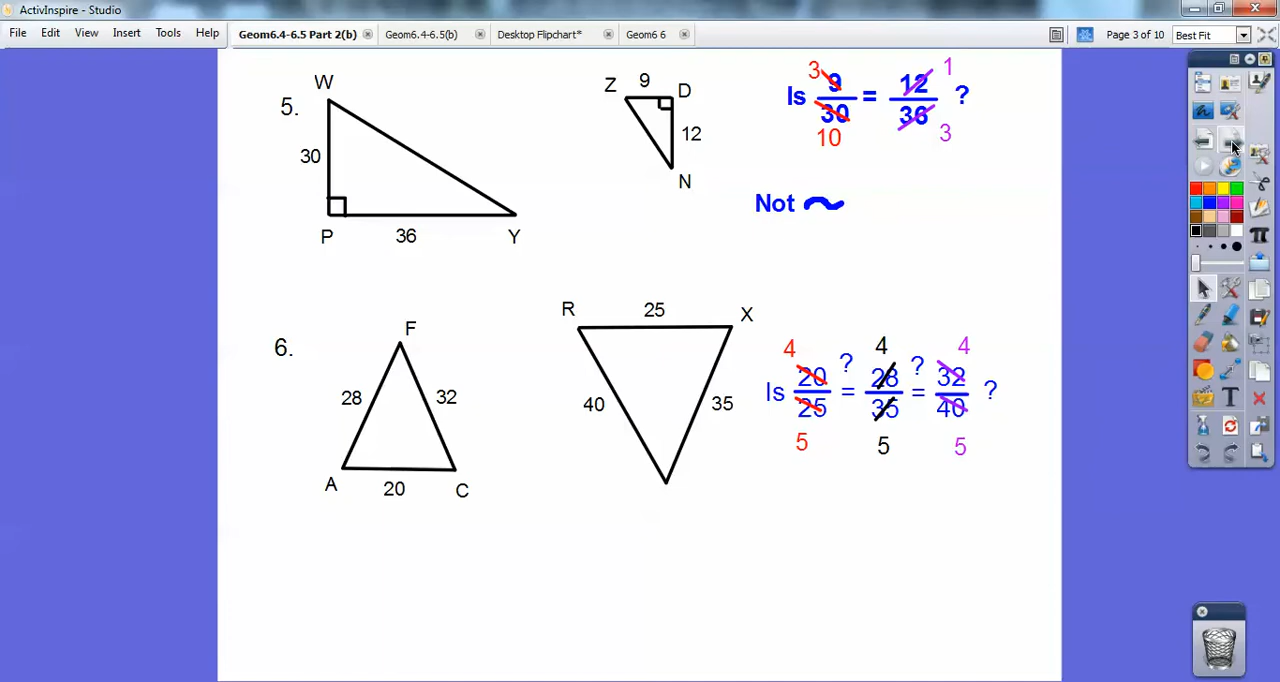 ActivInspire - Studio
File Edit View Insert Tools Help
Geom6.4-6.5 Part 2(b) Geom6.4-6.5(b) Desktop Flipchart* Geom6 6
Page 3 of 10 Best Fit
5.
W
30
P
36
Y
Z
9
D
12
N
3 1
Is 9/30 = 12/36 ?
10 3
Not ~
6.
F
28
32
A
20
C
R
25
X
40
35
4 4 4
Is 20/25 =? 28/35 =? 32/40 ?
5 5 5